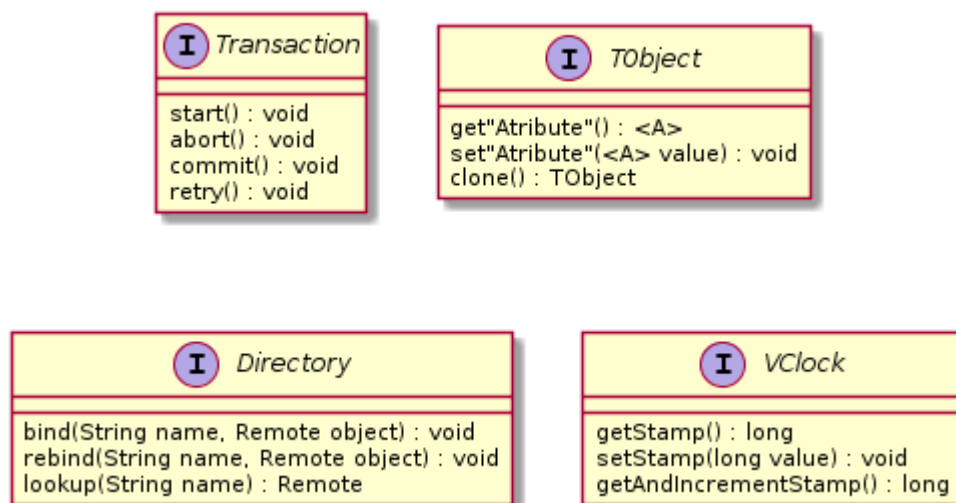 I Transaction
start() : void
abort() : void
commit() : void
retry() : void
I TObject
get"Atribute"() : <A>
set"Atribute"(<A> value) : void
clone() : TObject
I Directory
bind(String name, Remote object) : void
rebind(String name, Remote object) : void
lookup(String name) : Remote
I VClock
getStamp() : long
setStamp(long value) : void
getAndIncrementStamp() : long